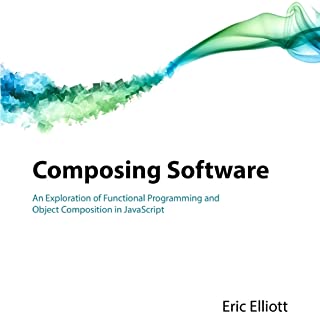 Composing Software
An Exploration of Functional Programming and
Object Composition in JavaScript
Eric Elliott